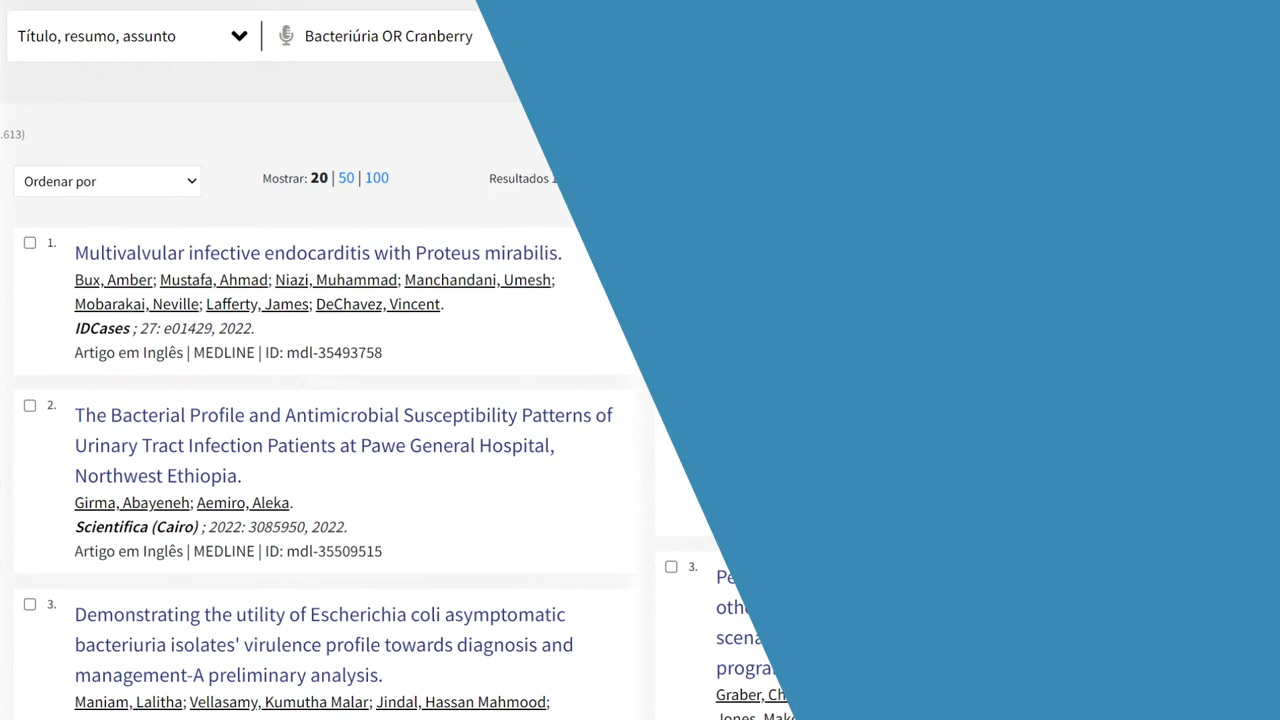 Título, resumo, assunto
Bacteriúria OR Cranberry
.613)
Ordenar por
Mostrar: 20 | 50 | 100
Resultados
1. Multivalvular infective endocarditis with Proteus mirabilis.
Bux, Amber; Mustafa, Ahmad; Niazi, Muhammad; Manchandani, Umesh;
Mobarakai, Neville; Lafferty, James; DeChavez, Vincent.
IDCases ; 27: e01429, 2022.
Artigo em Inglês | MEDLINE | ID: mdl-35493758
2. The Bacterial Profile and Antimicrobial Susceptibility Patterns of
Urinary Tract Infection Patients at Pawe General Hospital,
Northwest Ethiopia.
Girma, Abayeneh; Aemiro, Aleka.
Scientifica (Cairo) ; 2022: 3085950, 2022.
Artigo em Inglês | MEDLINE | ID: mdl-35509515
3. Demonstrating the utility of Escherichia coli asymptomatic
bacteriuria isolates' virulence profile towards diagnosis and
management-A preliminary analysis.
Maniam, Lalitha; Vellasamy, Kumutha Malar; Jindal, Hassan Mahmood;
3.
Graber,